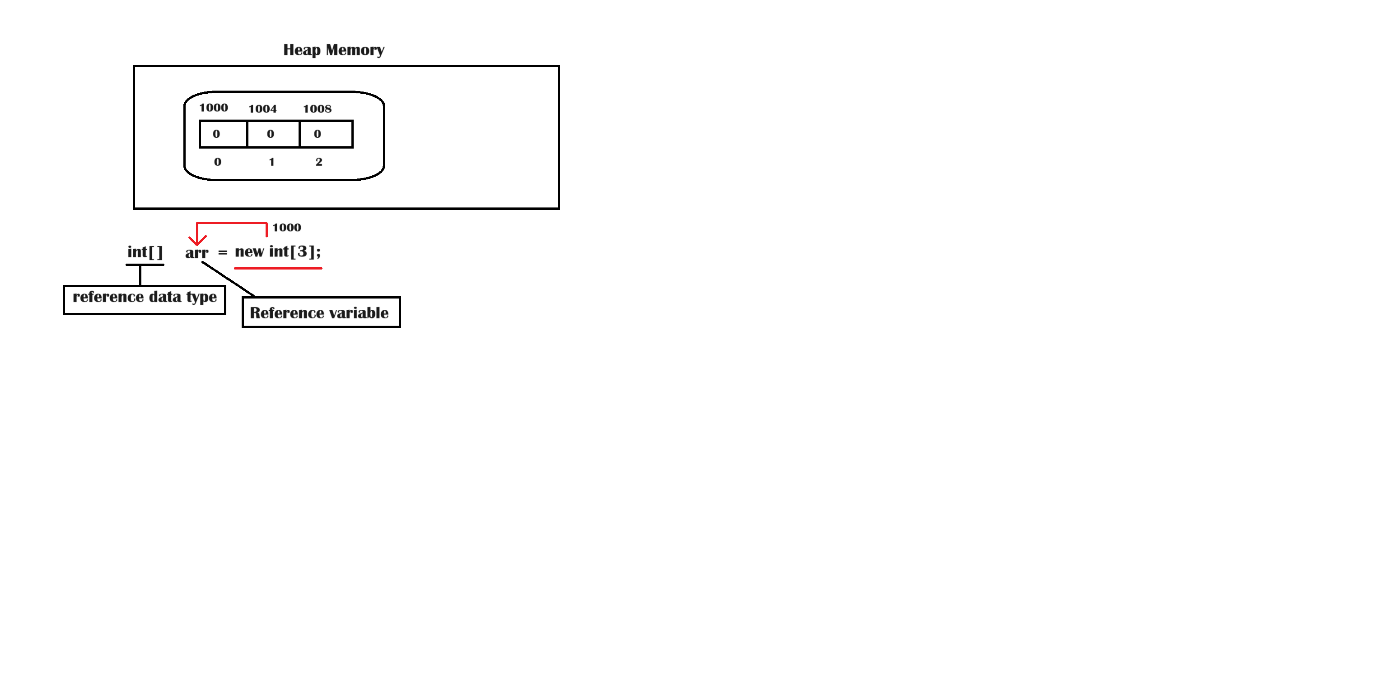 Heap Memory
1000 1004 1008
0 0 0
0 1 2
1000
int[] arr = new int[3];
reference data type
Reference variable